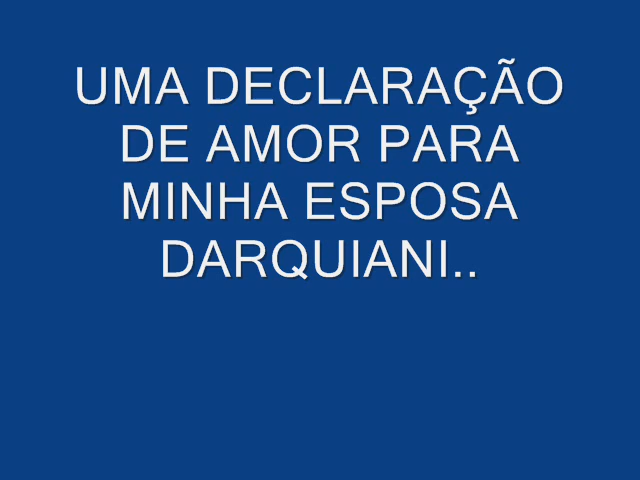 UMA DECLARAÇÃO
DE AMOR PARA
MINHA ESPOSA
DARQUIANI..